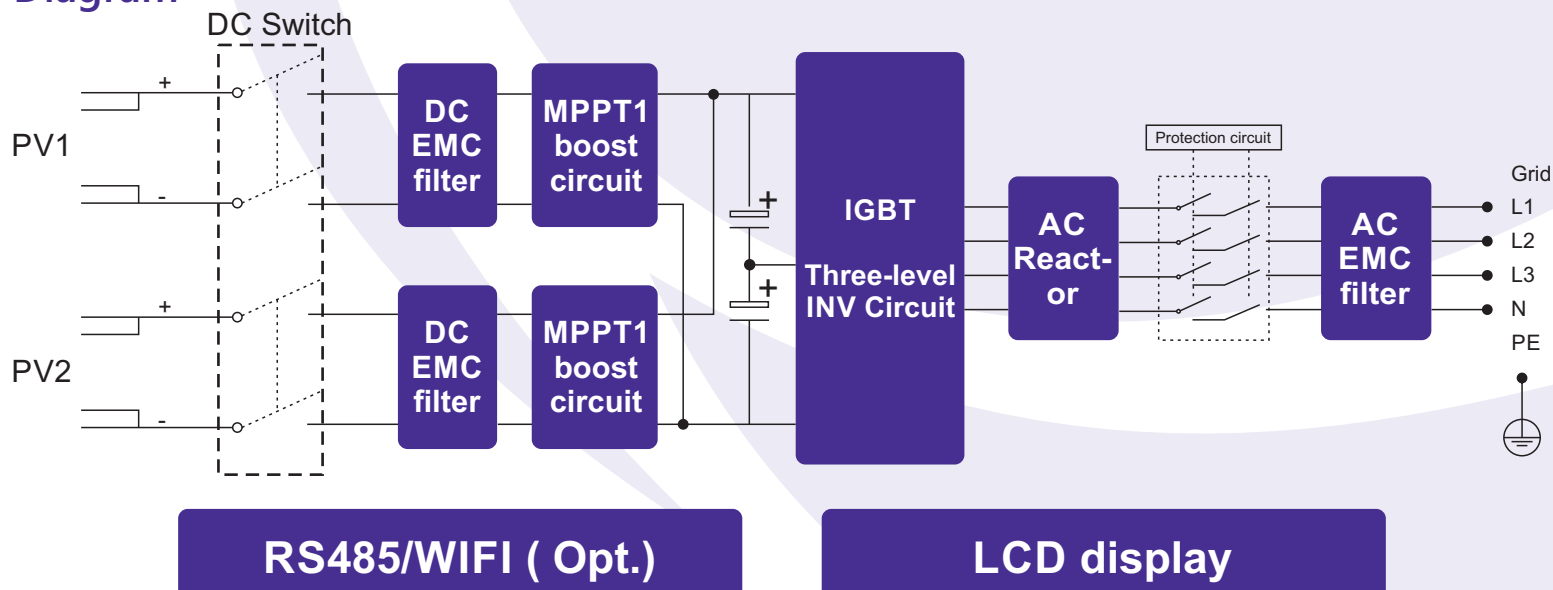 Diagram
DC Switch
+
PV1
-
DC
EMC
filter
MPPT1
boost
circuit
+
PV2
-
DC
EMC
filter
MPPT1
boost
circuit
+
+
IGBT
Three-level
INV Circuit
AC
React-
or
Protection circuit
AC
EMC
filter
Grid
L1
L2
L3
N
PE
RS485/WIFI ( Opt.)
LCD display